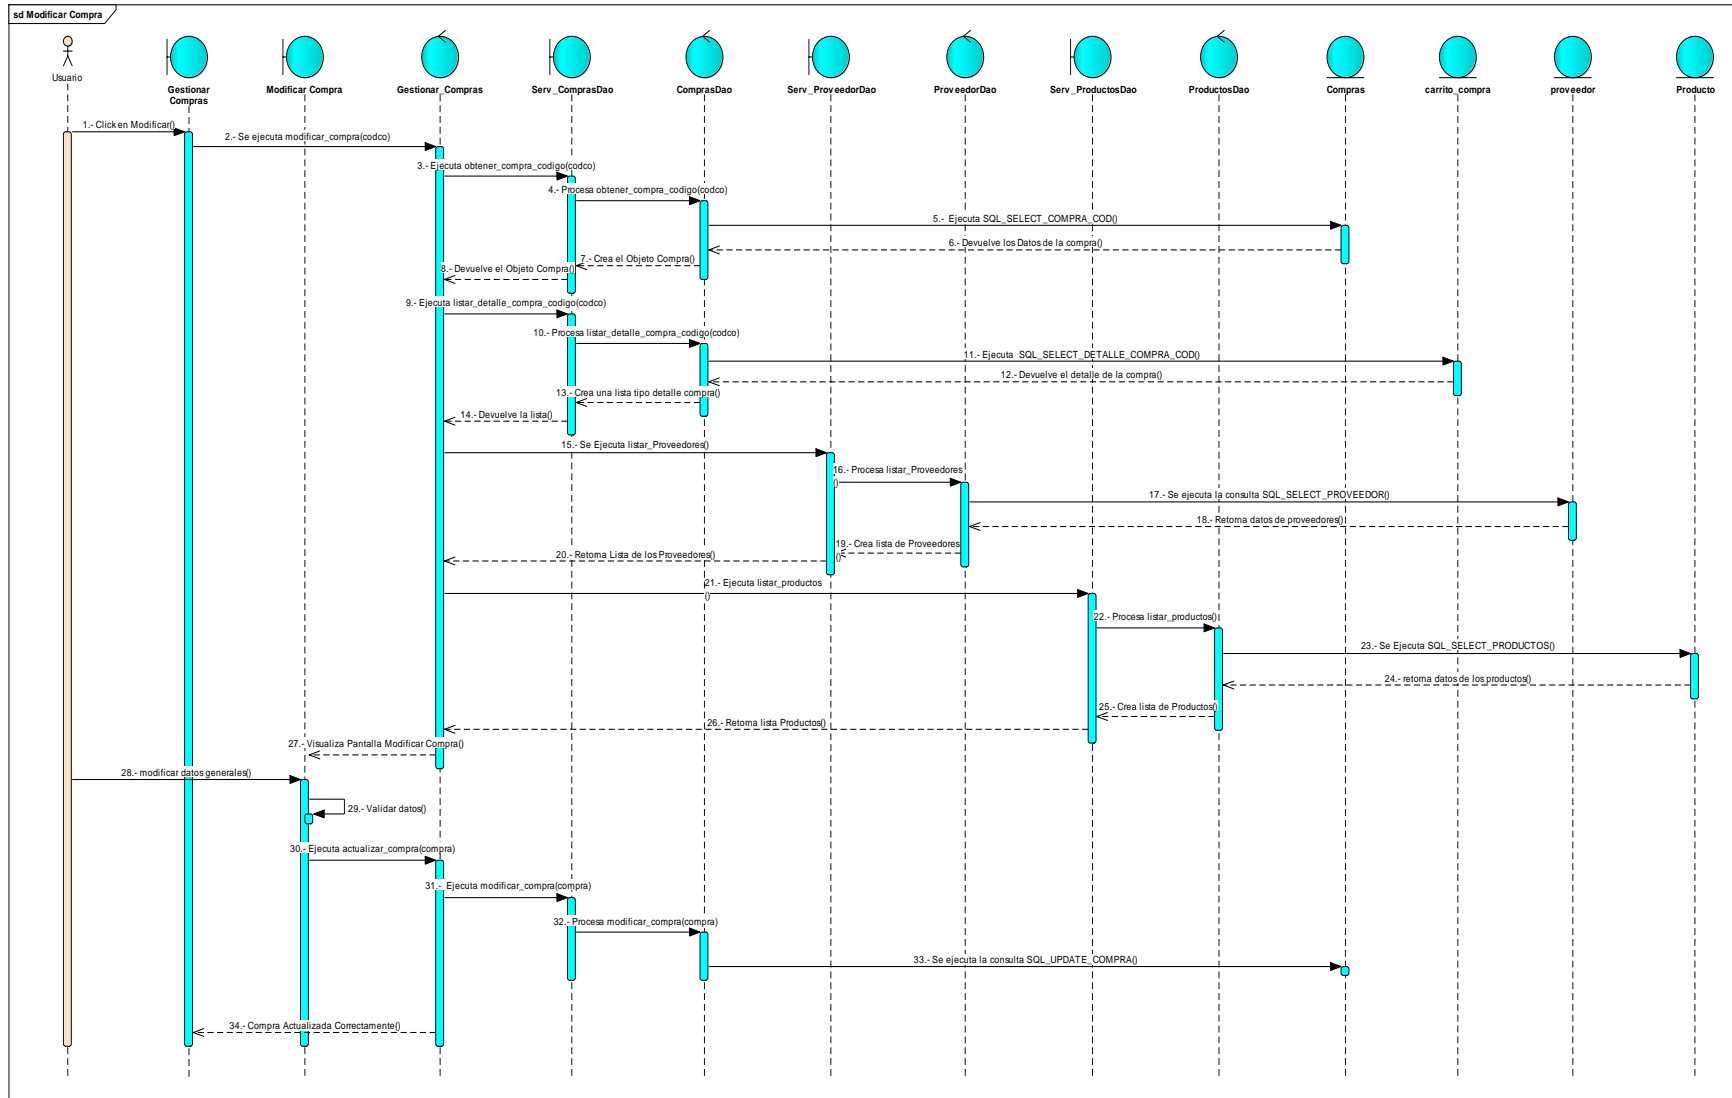 sd Modificar Compra
Usuario
Gestionar
Compras
Modificar Compra
Gestionar_Compras
Serv_ComprasDao
ComprasDao
Serv_ProveedorDao
ProveedorDao
Serv_ProductosDao
ProductosDao
Compras
carrito_compra
proveedor
Producto
1.- Click en Modificar()
2.- Se ejecuta modificar_compra(codco)
3.- Ejecuta obtener_compra_codigo(codco)
4.- Procesa obtener_compra_codigo(codco)
5.- Ejecuta SQL_SELECT_COMPRA_COD()
6.- Devuelve los Datos de la compra()
7.- Crea el Objeto Compra()
8.- Devuelve el Objeto Compra()
9.- Ejecuta listar_detalle_compra_codigo(codco)
10.- Procesa listar_detalle_compra_codigo(codco)
11.- Ejecuta SQL_SELECT_DETALLE_COMPRA_COD()
12.- Devuelve el detalle de la compra()
13.- Crea una lista tipo detalle compra()
14.- Devuelve la lista()
15.- Se Ejecuta listar_Proveedores()
16.- Procesa listar_Proveedores
()
17.- Se ejecuta la consulta SQL_SELECT_PROVEEDOR()
18.- Retorna datos de proveedores()
19.- Crea lista de Proveedores
()
20.- Retorna Lista de los Proveedores()
21.- Ejecuta listar_productos
()
22.- Procesa listar_productos()
23.- Se Ejecuta SQL_SELECT_PRODUCTOS()
24.- retorna datos de los productos()
25.- Crea lista de Productos()
26.- Retorna lista Productos()
27.- Visualiza Pantalla Modificar Compra()
28.- modificar datos generales()
29.- Validar datos()
30.- Ejecuta actualizar_compra(compra)
31.- Ejecuta modificar_compra(compra)
32.- Procesa modificar_compra(compra)
33.- Se ejecuta la consulta SQL_UPDATE_COMPRA()
34.- Compra Actualizada Correctamente()